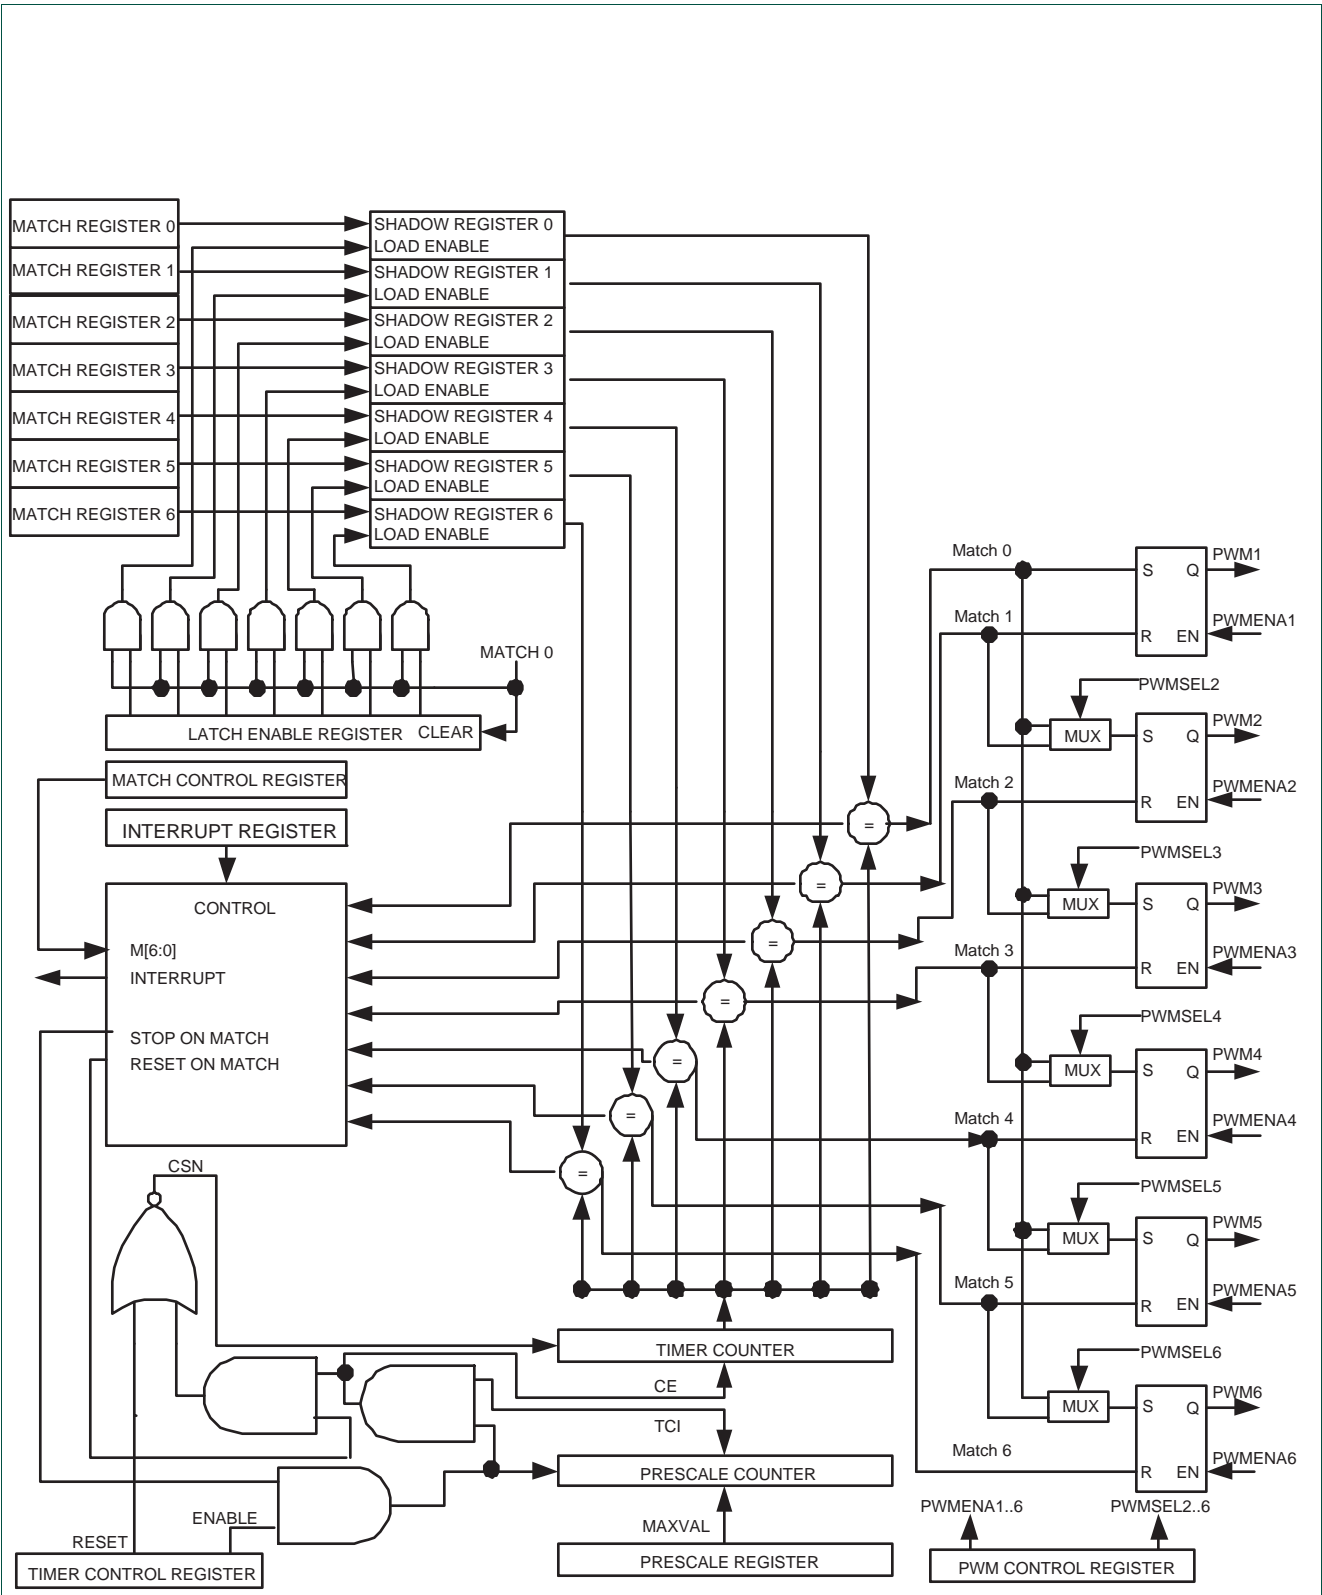 MATCH REGISTER 0
MATCH REGISTER 1
MATCH REGISTER 2
MATCH REGISTER 3
MATCH REGISTER 4
MATCH REGISTER 5
MATCH REGISTER 6
SHADOW REGISTER 0
LOAD ENABLE
SHADOW REGISTER 1
LOAD ENABLE
SHADOW REGISTER 2
LOAD ENABLE
SHADOW REGISTER 3
LOAD ENABLE
SHADOW REGISTER 4
LOAD ENABLE
SHADOW REGISTER 5
LOAD ENABLE
SHADOW REGISTER 6
LOAD ENABLE
MATCH 0
LATCH ENABLE REGISTER CLEAR
MATCH CONTROL REGISTER
INTERRUPT REGISTER
CONTROL
M[6:0]
INTERRUPT
STOP ON MATCH
RESET ON MATCH
=
=
=
=
=
=
=
Match 0
S Q PWM1
Match 1
R EN PWMENA1
PWMSEL2
MUX S Q PWM2
Match 2
R EN PWMENA2
PWMSEL3
MUX S Q PWM3
Match 3
R EN PWMENA3
PWMSEL4
MUX S Q PWM4
Match 4
R EN PWMENA4
PWMSEL5
MUX S Q PWM5
Match 5
R EN PWMENA5
PWMSEL6
MUX S Q PWM6
Match 6
R EN PWMENA6
CSN
TIMER COUNTER
CE
TCI
PRESCALE COUNTER
MAXVAL
PRESCALE REGISTER
ENABLE
RESET
TIMER CONTROL REGISTER
PWMENA1..6 PWMSEL2..6
PWM CONTROL REGISTER